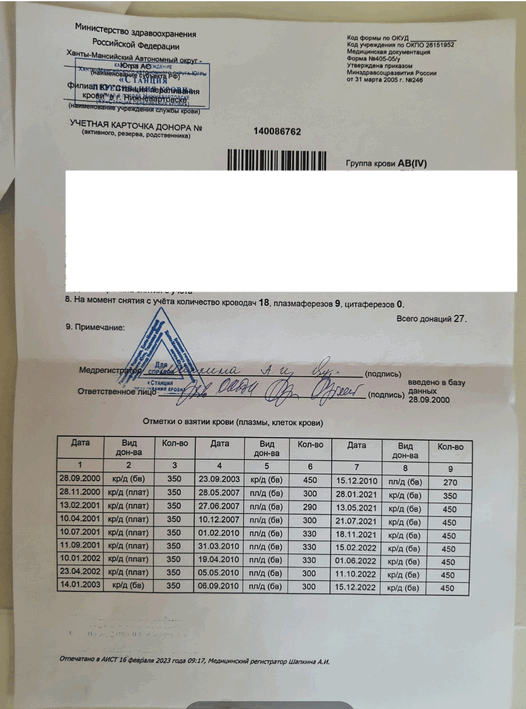 Министерство здравоохранения
Российской Федерации
Ханты-Мансийский Автономный округ -
Югра АО
(наименование субъекта РФ)
«СТАНЦИЯ
ПЕРЕЛИВАНИЯ КРОВИ»
филиал "Станция переливания
крови" в г. Нижневартовске
(наименование учреждения службы крови)
УЧЕТНАЯ КАРТОЧКА ДОНОРА №
(активного, резерва, родственника)
140086762
Код формы по ОКУД
Код учреждения по ОКПО 26151952
Медицинская документация
Форма №405-05/у
Утверждена приказом
Минздравсоцразвития России
от 31 марта 2005 г. №246
Группа крови AB(IV)
8. На момент снятия с учёта количество кроводач 18, плазмаферезов 9, цитаферезов 0.
Всего донаций 27.
9. Примечание:
Для
СПРАВОК
«Станция
Медрегистратор (подпись)
Ответственное лицо (подпись)
введено в базу
данных
28.09.2000
Отметки о взятии крови (плазмы, клеток крови)
Дата Вид дон-ва Кол-во Дата Вид дон-ва Кол-во Дата Вид дон-ва Кол-во
1 2 3 4 5 6 7 8 9
28.09.2000 кр/д (бв) 350 23.09.2003 кр/д (бв) 450 15.12.2010 пл/д (бв) 270
28.11.2000 кр/д (плат) 350 28.05.2007 пл/д (бв) 300 28.01.2021 кр/д (бв) 350
13.02.2001 кр/д (плат) 350 27.06.2007 пл/д (бв) 290 13.05.2021 кр/д (бв) 450
10.04.2001 кр/д (плат) 350 10.12.2007 пл/д (бв) 300 21.07.2021 кр/д (бв) 450
10.07.2001 кр/д (плат) 350 01.02.2010 пл/д (бв) 330 18.11.2021 кр/д (бв) 450
11.09.2001 кр/д (плат) 350 31.03.2010 пл/д (бв) 330 15.02.2022 кр/д (бв) 450
10.01.2002 кр/д (плат) 350 19.04.2010 пл/д (бв) 330 01.06.2022 кр/д (бв) 450
23.04.2002 кр/д (плат) 350 05.05.2010 пл/д (бв) 300 11.10.2022 кр/д (бв) 450
14.01.2003 кр/д (бв) 350 06.09.2010 пл/д (бв) 300 15.12.2022 кр/д (бв) 450
Отпечатано в АИСТ 16 февраля 2023 года 09:17, Медицинский регистратор Шапкина А.И.